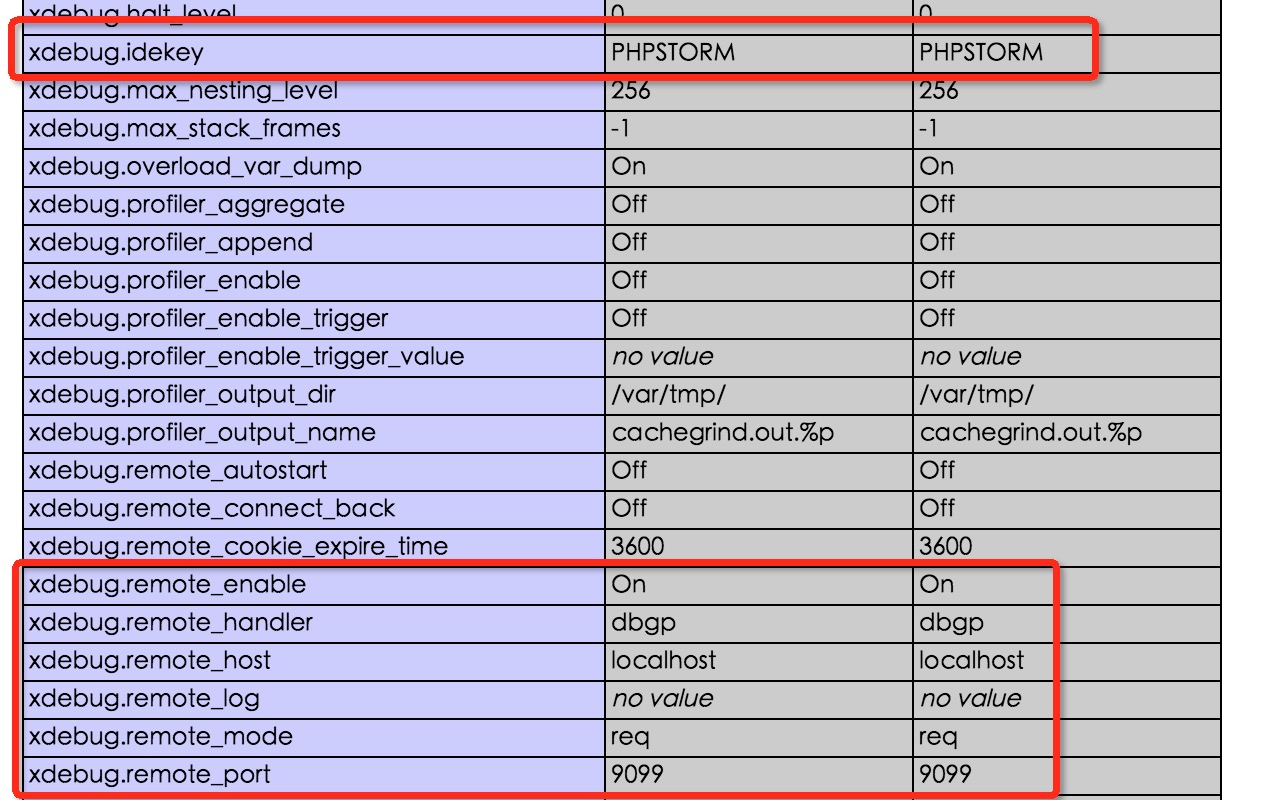 xdebug.halt_level 0 0
xdebug.idekey PHPSTORM PHPSTORM
xdebug.max_nesting_level 256 256
xdebug.max_stack_frames -1 -1
xdebug.overload_var_dump On On
xdebug.profiler_aggregate Off Off
xdebug.profiler_append Off Off
xdebug.profiler_enable Off Off
xdebug.profiler_enable_trigger Off Off
xdebug.profiler_enable_trigger_value no value no value
xdebug.profiler_output_dir /var/tmp/ /var/tmp/
xdebug.profiler_output_name cachegrind.out.%p cachegrind.out.%p
xdebug.remote_autostart Off Off
xdebug.remote_connect_back Off Off
xdebug.remote_cookie_expire_time 3600 3600
xdebug.remote_enable On On
xdebug.remote_handler dbgp dbgp
xdebug.remote_host localhost localhost
xdebug.remote_log no value no value
xdebug.remote_mode req req
xdebug.remote_port 9099 9099